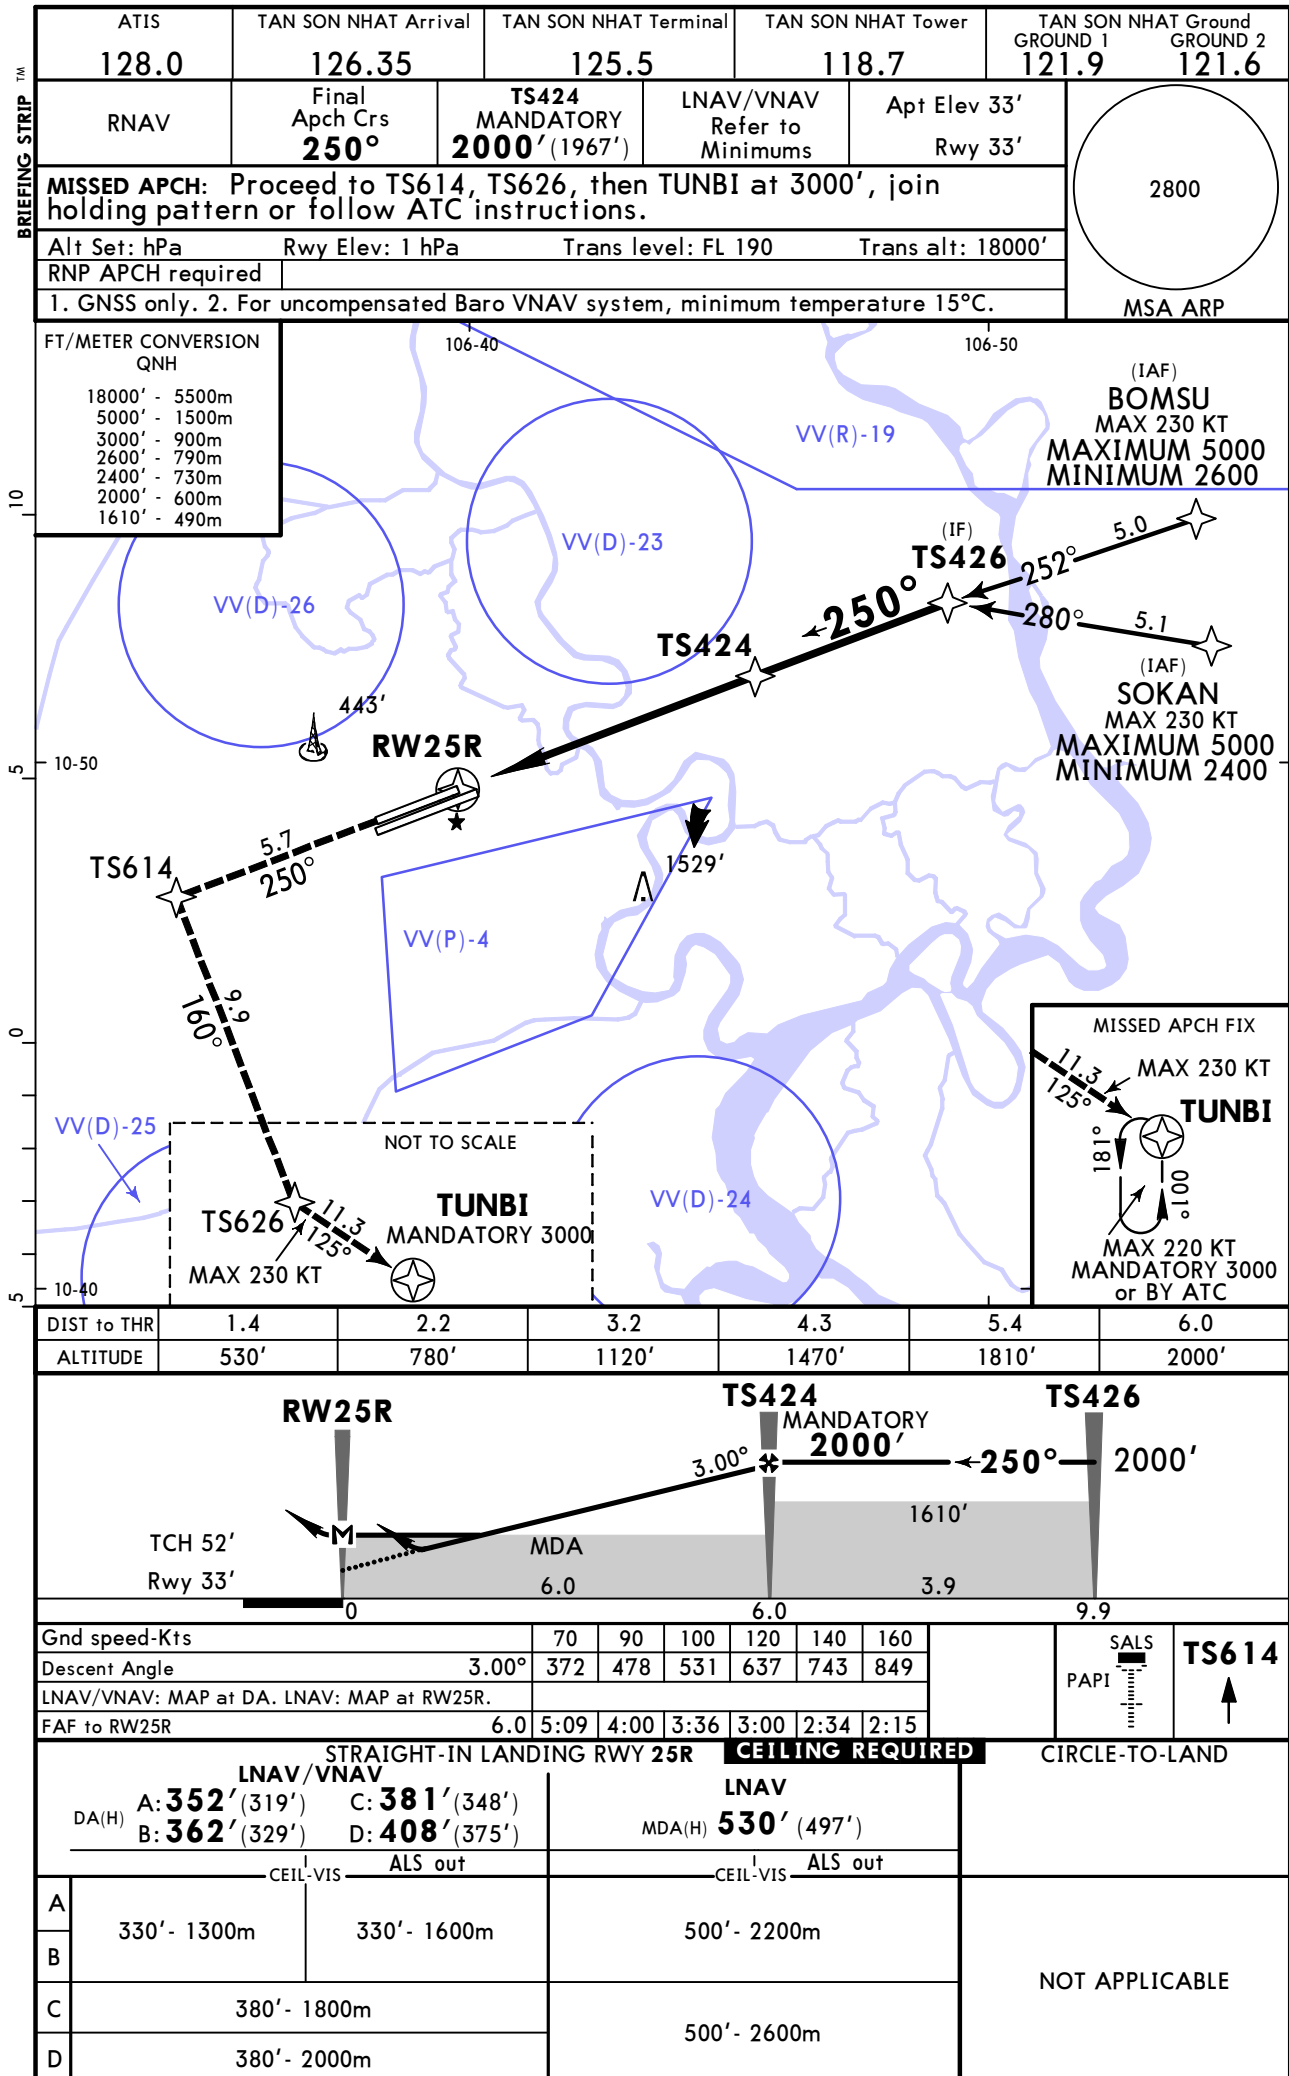 BRIEFING STRIP ™
ATIS
128.0
TAN SON NHAT Arrival
126.35
TAN SON NHAT Terminal
125.5
TAN SON NHAT Tower
118.7
TAN SON NHAT Ground
GROUND 1 GROUND 2
121.9 121.6
RNAV
Final
Apch Crs
250°
TS424
MANDATORY
2000′ (1967′)
LNAV/VNAV
Refer to
Minimums
Apt Elev 33′
Rwy 33′
MISSED APCH: Proceed to TS614, TS626, then TUNBI at 3000′, join
holding pattern or follow ATC instructions.
Alt Set: hPa Rwy Elev: 1 hPa Trans level: FL 190 Trans alt: 18000′
RNP APCH required
1. GNSS only. 2. For uncompensated Baro VNAV system, minimum temperature 15°C.
2800
MSA ARP
FT/METER CONVERSION
QNH
18000′ - 5500m
5000′ - 1500m
3000′ - 900m
2600′ - 790m
2400′ - 730m
2000′ - 600m
1610′ - 490m
106-40
106-50
(IAF)
BOMSU
MAX 230 KT
MAXIMUM 5000
MINIMUM 2600
VV(R)-19
10
VV(D)-23
(IF)
TS426
5.0
252°
VV(D)-26
250°
280°
5.1
TS424
(IAF)
SOKAN
MAX 230 KT
MAXIMUM 5000
MINIMUM 2400
443′
RW25R
5
10-50
5.7
250°
TS614
1529′
VV(P)-4
9.9
160°
0
MISSED APCH FIX
11.3
125°
MAX 230 KT
TUNBI
181°
001°
MAX 220 KT
MANDATORY 3000
or BY ATC
VV(D)-25
NOT TO SCALE
TS626
11.3
125°
TUNBI
MANDATORY 3000
MAX 230 KT
VV(D)-24
5
10-40
DIST to THR 1.4 2.2 3.2 4.3 5.4 6.0
ALTITUDE 530′ 780′ 1120′ 1470′ 1810′ 2000′
RW25R
TS424
TS426
MANDATORY
2000′
3.00°
250°
2000′
1610′
M
TCH 52′
MDA
Rwy 33′
6.0
3.9
0
6.0
9.9
Gnd speed-Kts 70 90 100 120 140 160
Descent Angle 3.00° 372 478 531 637 743 849
LNAV/VNAV: MAP at DA. LNAV: MAP at RW25R.
FAF to RW25R 6.0 5:09 4:00 3:36 3:00 2:34 2:15
SALS
PAPI
TS614
STRAIGHT-IN LANDING RWY 25R CEILING REQUIRED CIRCLE-TO-LAND
LNAV/VNAV
DA(H) A: 352′ (319′) C: 381′ (348′)
B: 362′ (329′) D: 408′ (375′)
LNAV
MDA(H) 530′ (497′)
CEIL-VIS ALS out
CEIL-VIS ALS out
A
B
330′- 1300m
330′- 1600m
500′- 2200m
C
380′- 1800m
500′- 2600m
D
380′- 2000m
NOT APPLICABLE